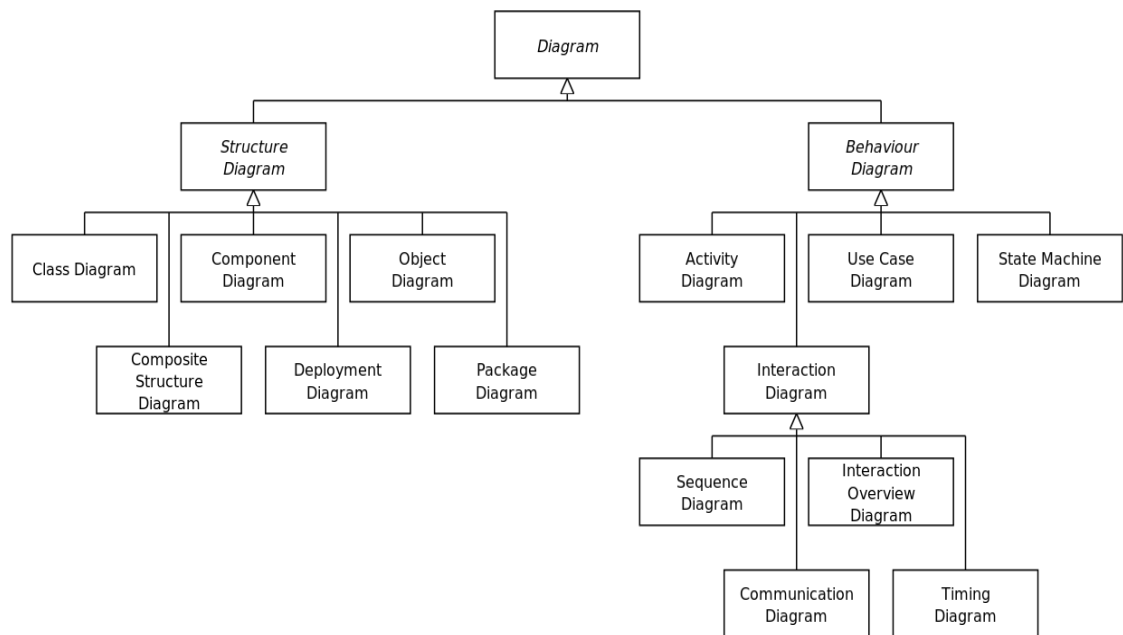 Diagram
Structure
Diagram
Behaviour
Diagram
Class Diagram
Component
Diagram
Object
Diagram
Activity
Diagram
Use Case
Diagram
State Machine
Diagram
Composite
Structure
Diagram
Deployment
Diagram
Package
Diagram
Interaction
Diagram
Sequence
Diagram
Interaction
Overview
Diagram
Communication
Diagram
Timing
Diagram